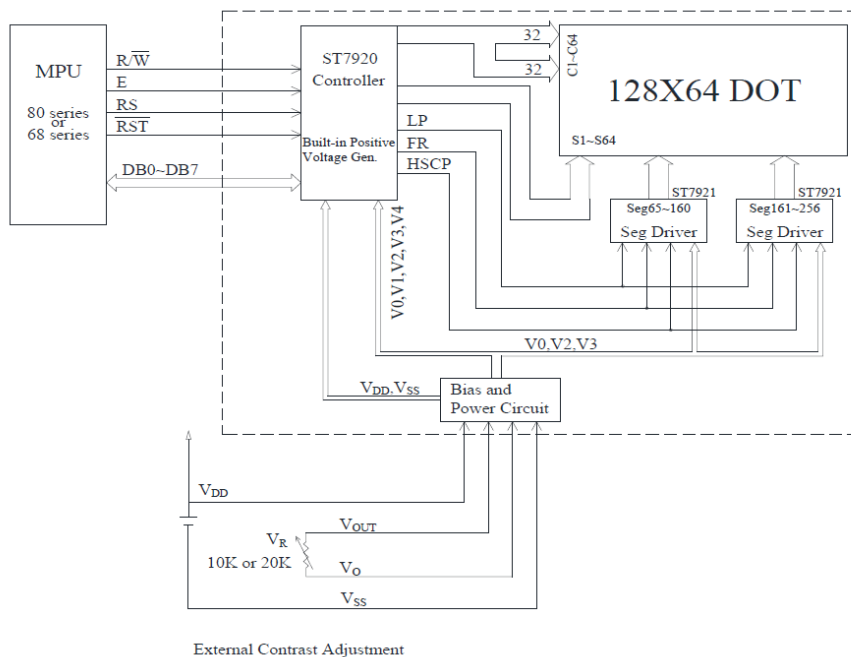 MPU
80 series
or
68 series
R/W̅
E
RS
R̅S̅T̅
DB0~DB7
ST7920
Controller
Built-in Positive
Voltage Gen.
LP
FR
HSCP
32
32
C1~C64
128X64 DOT
S1~S64
ST7921
Seg65~160
Seg Driver
ST7921
Seg161~256
Seg Driver
V0,V1,V2,V3,V4
V0,V2,V3
VDD,VSS
Bias and
Power Circuit
VDD
VOUT
VR
10K or 20K
VO
VSS
External Contrast Adjustment